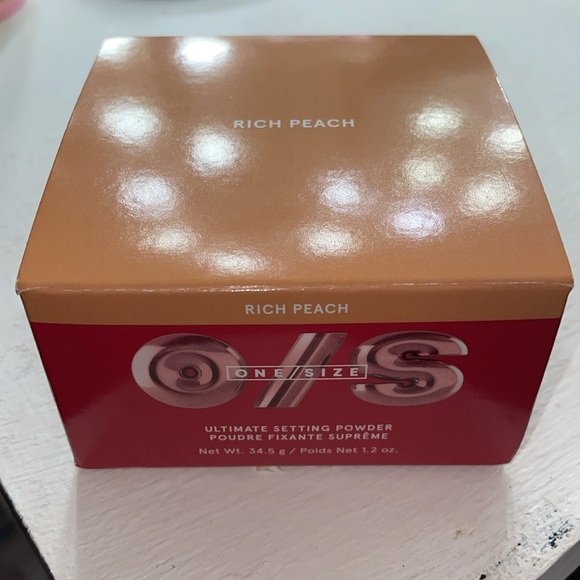 RICH PEACH
RICH PEACH
O/S
ONE/SIZE
ULTIMATE SETTING POWDER
POUDRE FIXANTE SUPRÊME
Net Wt. 34.5 g / Poids Net 1.2 oz.